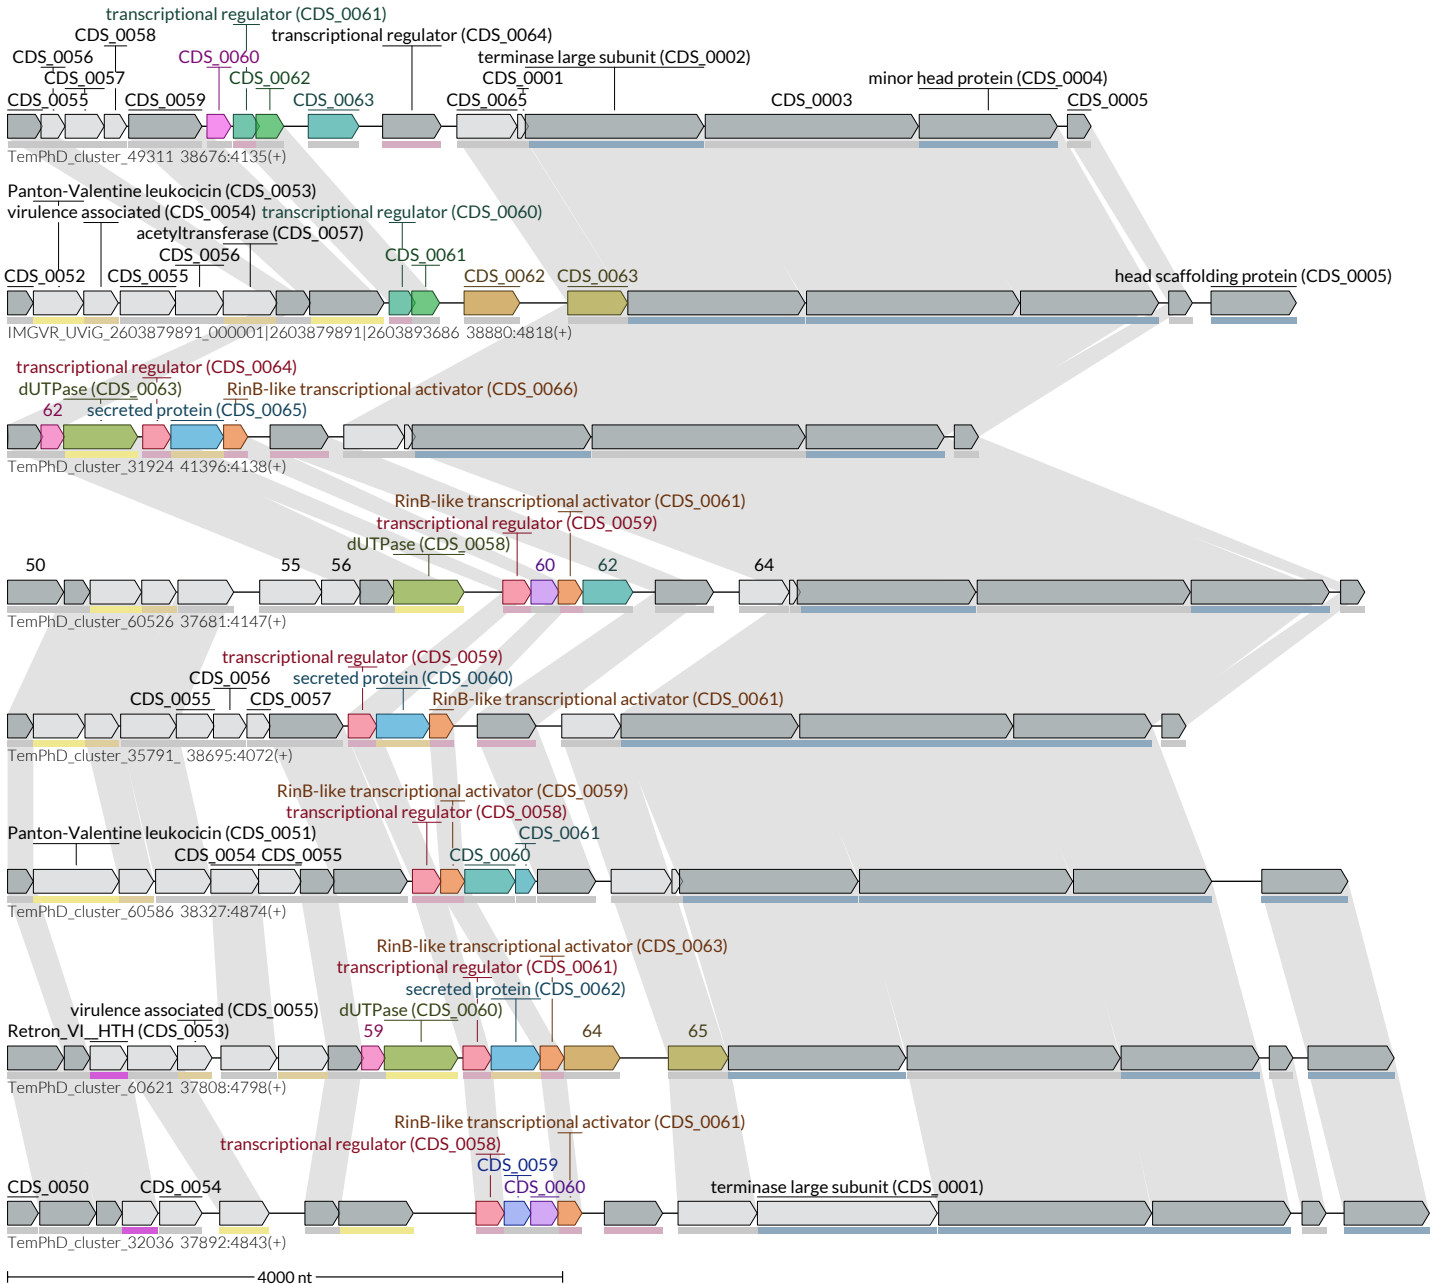 transcriptional regulator (CDS_0061)
CDS_0058
transcriptional regulator (CDS_0064)
CDS_0056
CDS_0060
terminase large subunit (CDS_0002)
CDS_0057
CDS_0062
CDS_0001
minor head protein (CDS_0004)
CDS_0055
CDS_0059
CDS_0063
CDS_0065
CDS_0003
CDS_0005
TemPhD_cluster_49311 38676:4135(+)
Panton-Valentine leukocicin (CDS_0053)
virulence associated (CDS_0054)
transcriptional regulator (CDS_0060)
acetyltransferase (CDS_0057)
CDS_0056
CDS_0061
CDS_0052
CDS_0055
CDS_0062
CDS_0063
head scaffolding protein (CDS_0005)
IMGVR_UViG_2603879891_000001|2603879891|2603893686 38880:4818(+)
transcriptional regulator (CDS_0064)
dUTPase (CDS_0063)
RinB-like transcriptional activator (CDS_0066)
62
secreted protein (CDS_0065)
TemPhD_cluster_31924 41396:4138(+)
RinB-like transcriptional activator (CDS_0061)
transcriptional regulator (CDS_0059)
dUTPase (CDS_0058)
50
55
56
60
62
64
TemPhD_cluster_60526 37681:4147(+)
transcriptional regulator (CDS_0059)
CDS_0056
secreted protein (CDS_0060)
CDS_0055
CDS_0057
RinB-like transcriptional activator (CDS_0061)
TemPhD_cluster_35791_ 38695:4072(+)
RinB-like transcriptional activator (CDS_0059)
transcriptional regulator (CDS_0058)
Panton-Valentine leukocicin (CDS_0051)
CDS_0061
CDS_0054
CDS_0055
CDS_0060
TemPhD_cluster_60586 38327:4874(+)
RinB-like transcriptional activator (CDS_0063)
transcriptional regulator (CDS_0061)
secreted protein (CDS_0062)
virulence associated (CDS_0055)
dUTPase (CDS_0060)
Retron_VI__HTH (CDS_0053)
59
64
65
TemPhD_cluster_60621 37808:4798(+)
RinB-like transcriptional activator (CDS_0061)
transcriptional regulator (CDS_0058)
CDS_0059
CDS_0050
CDS_0054
CDS_0060
terminase large subunit (CDS_0001)
TemPhD_cluster_32036 37892:4843(+)
4000 nt